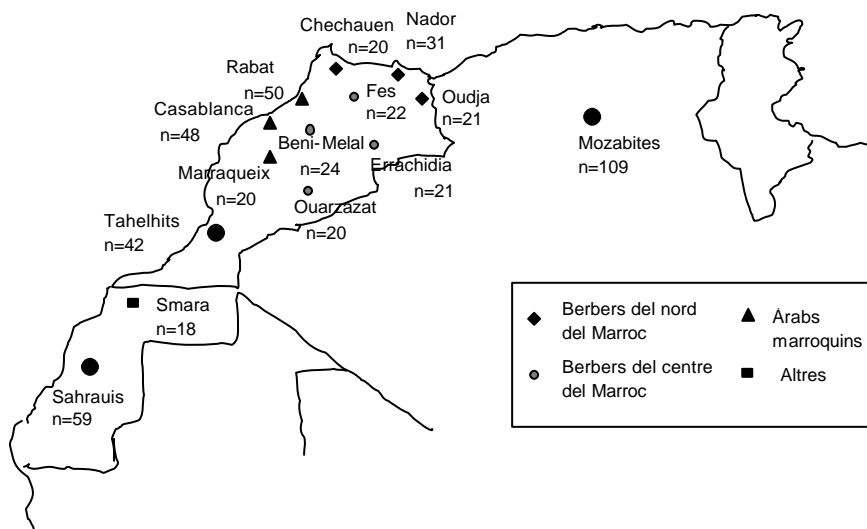 Chechauen
n=20
Nador
n=31
Rabat
n=50
Fes
n=22
Oudja
n=21
Casablanca
n=48
Beni-Melal
n=24
Errachidia
n=21
Mozabites
n=109
Marraqueix
n=20
Ouarzazat
n=20
Tahelhits
n=42
Smara
n=18
Sahrauis
n=59
Berbers del nord
del Marroc
Àrabs
marroquins
Berbers del centre
del Marroc
Altres